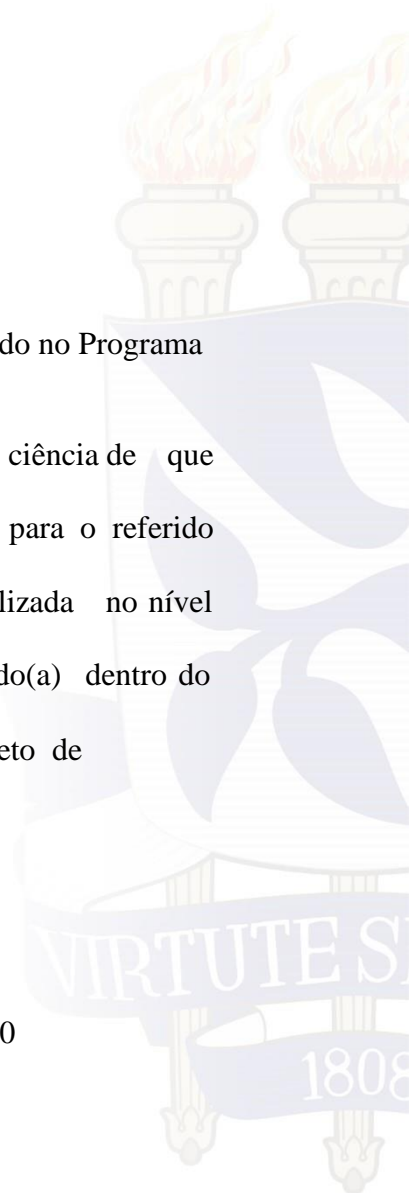 do no Programa
ciência de que
para o referido
lizada no nível
do(a) dentro do
eto de
VIRTUTE S
0
1808